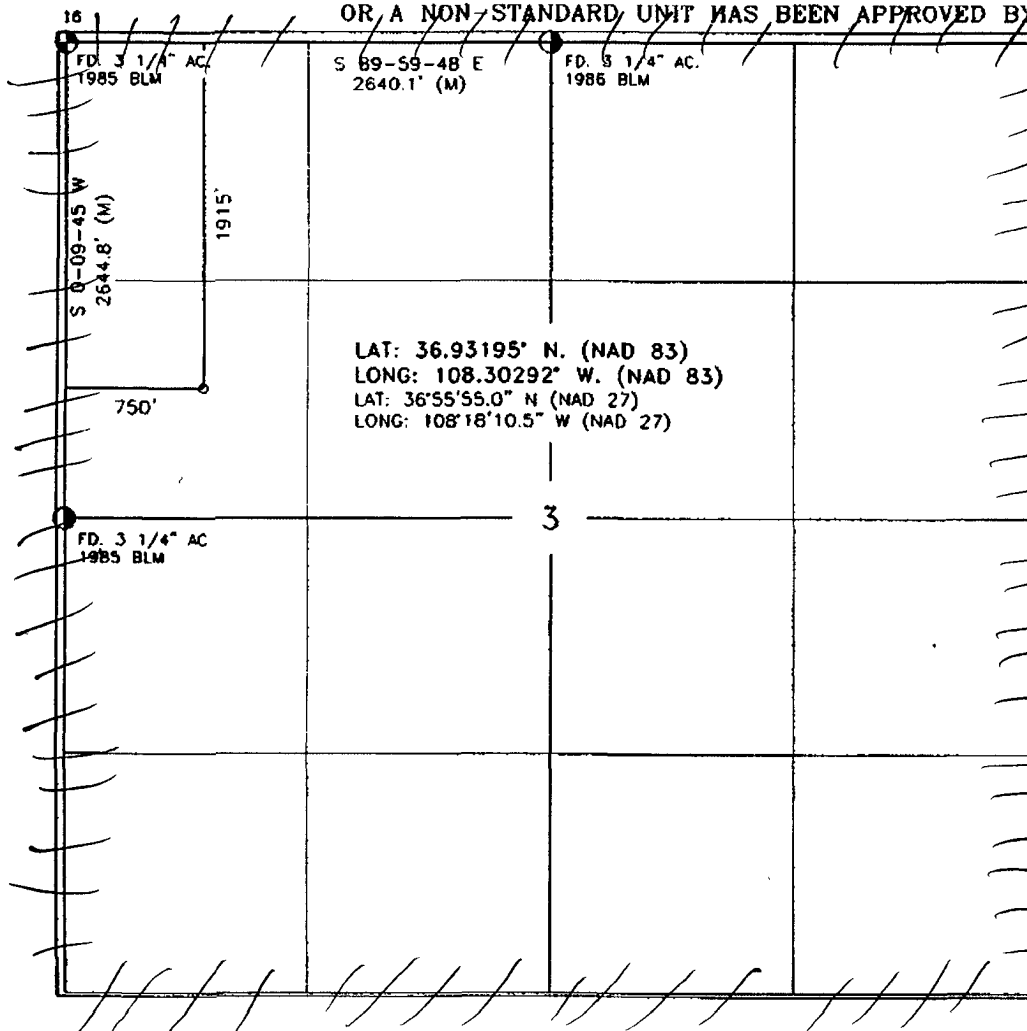 OR A NON-STANDARD UNIT HAS BEEN APPROVED BY
16
FD. 3 1/4" AC.
1985 BLM
S 89-59-48 E
2640.1' (M)
FD. 3 1/4" AC.
1986 BLM
S 0-09-45 W
2644.8' (M)
1915'
LAT: 36.93195° N. (NAD 83)
LONG: 108.30292° W. (NAD 83)
LAT: 36°55'55.0" N (NAD 27)
LONG: 108°18'10.5" W (NAD 27)
750'
3
FD. 3 1/4" AC
1985 BLM